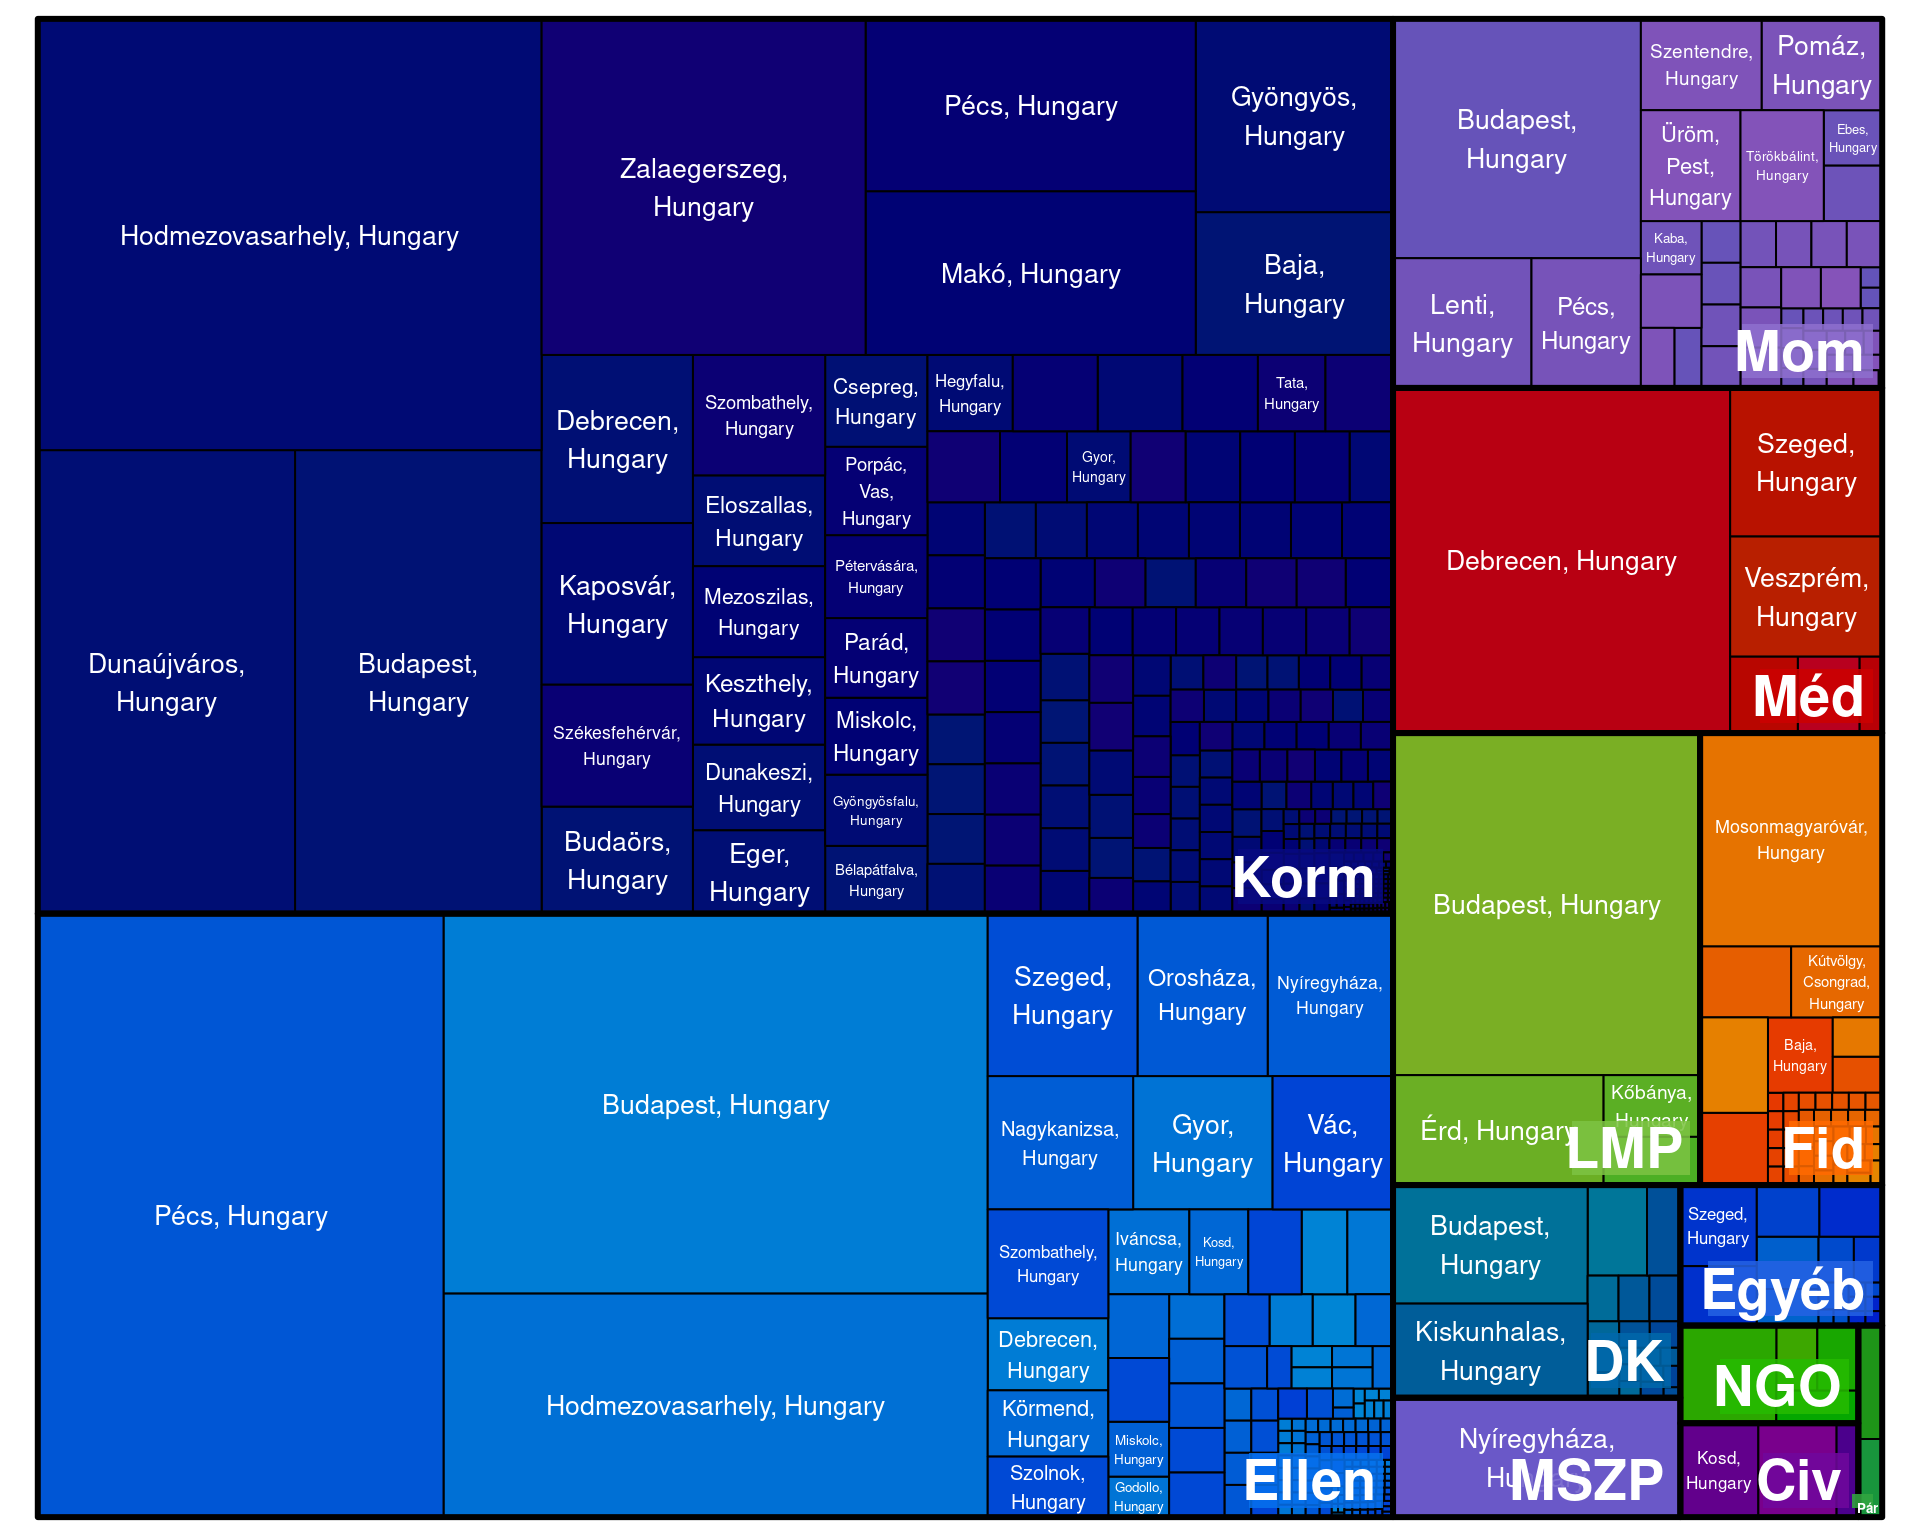 Hodmezovasarhely, Hungary
Dunaújváros,
Hungary
Budapest,
Hungary
Zalaegerszeg,
Hungary
Pécs, Hungary
Makó, Hungary
Gyöngyös,
Hungary
Baja,
Hungary
Debrecen,
Hungary
Kaposvár,
Hungary
Székesfehérvár,
Hungary
Budaörs,
Hungary
Szombathely,
Hungary
Eloszallas,
Hungary
Mezoszilas,
Hungary
Keszthely,
Hungary
Dunakeszi,
Hungary
Eger,
Hungary
Csepreg,
Hungary
Porpác,
Vas,
Hungary
Pétervására,
Hungary
Parád,
Hungary
Miskolc,
Hungary
Gyöngyösfalu,
Hungary
Bélapátfalva,
Hungary
Hegyfalu,
Hungary
Tata,
Hungary
Gyor,
Hungary
Korm
Pécs, Hungary
Budapest, Hungary
Hodmezovasarhely, Hungary
Szeged,
Hungary
Orosháza,
Hungary
Nyíregyháza,
Hungary
Nagykanizsa,
Hungary
Gyor,
Hungary
Vác,
Hungary
Szombathely,
Hungary
Iváncsa,
Hungary
Kosd,
Hungary
Debrecen,
Hungary
Körmend,
Hungary
Szolnok,
Hungary
Miskolc,
Hungary
Godollo,
Hungary
Ellen
Budapest,
Hungary
Lenti,
Hungary
Pécs,
Hungary
Szentendre,
Hungary
Pomáz,
Hungary
Üröm,
Pest,
Hungary
Törökbálint,
Hungary
Ebes,
Hungary
Kaba,
Hungary
Mom
Debrecen, Hungary
Szeged,
Hungary
Veszprém,
Hungary
Méd
Budapest, Hungary
Érd, Hungary
Kőbánya,
Hungary
LMP
Mosonmagyaróvár,
Hungary
Kútvölgy,
Csongrad,
Hungary
Baja,
Hungary
Fid
Budapest,
Hungary
Kiskunhalas,
Hungary
DK
Szeged,
Hungary
Egyéb
NGO
Nyíregyháza,
MSZP
Kosd,
Hungary
Civ
Pár